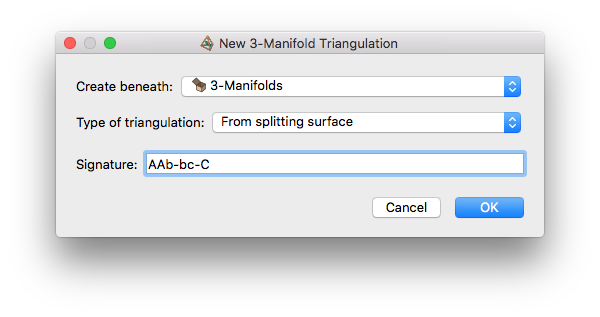 New 3-Manifold Triangulation
Create beneath: 3-Manifolds
Type of triangulation: From splitting surface
Signature: AAb-bc-C
Cancel OK